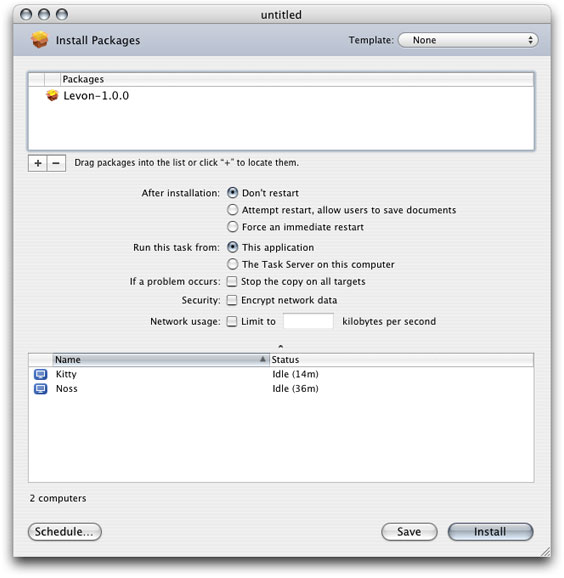 untitled
Install Packages
Template: None
Packages
Levon-1.0.0
+ − Drag packages into the list or click “+” to locate them.
After installation: Don't restart
Attempt restart, allow users to save documents
Force an immediate restart
Run this task from: This application
The Task Server on this computer
If a problem occurs: Stop the copy on all targets
Security: Encrypt network data
Network usage: Limit to kilobytes per second
Name Status
Kitty Idle (14m)
Noss Idle (36m)
2 computers
Schedule... Save Install